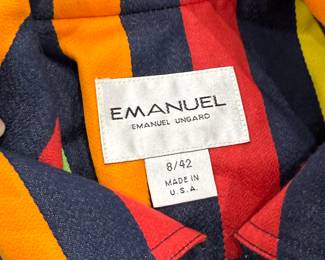 EMANUEL
EMANUEL UNGARO
8/42
MADE IN
U.S.A.